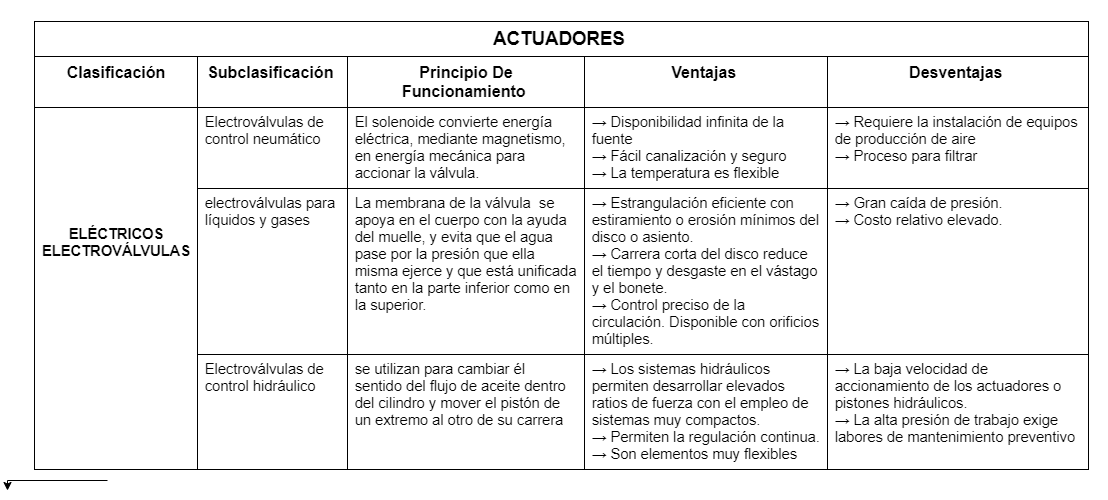 ACTUADORES
Clasificación
Subclasificación
Principio De
Funcionamiento
Ventajas
Desventajas
ELÉCTRICOS
ELECTROVÁLVULAS
Electroválvulas de
control neumático
El solenoide convierte energía
eléctrica, mediante magnetismo,
en energía mecánica para
accionar la válvula.
→ Disponibilidad infinita de la
fuente
→ Fácil canalización y seguro
→ La temperatura es flexible
→ Requiere la instalación de equipos
de producción de aire
→ Proceso para filtrar
electroválvulas para
líquidos y gases
La membrana de la válvula  se
apoya en el cuerpo con la ayuda
del muelle, y evita que el agua
pase por la presión que ella
misma ejerce y que está unificada
tanto en la parte inferior como en
la superior.
→ Estrangulación eficiente con
estiramiento o erosión mínimos del
disco o asiento.
→ Carrera corta del disco reduce
el tiempo y desgaste en el vástago
y el bonete.
→ Control preciso de la
circulación. Disponible con orificios
múltiples.
→ Gran caída de presión.
→ Costo relativo elevado.
Electroválvulas de
control hidráulico
se utilizan para cambiar él
sentido del flujo de aceite dentro
del cilindro y mover el pistón de
un extremo al otro de su carrera
→ Los sistemas hidráulicos
permiten desarrollar elevados
ratios de fuerza con el empleo de
sistemas muy compactos.
→ Permiten la regulación continua.
→ Son elementos muy flexibles
→ La baja velocidad de
accionamiento de los actuadores o
pistones hidráulicos.
→ La alta presión de trabajo exige
labores de mantenimiento preventivo